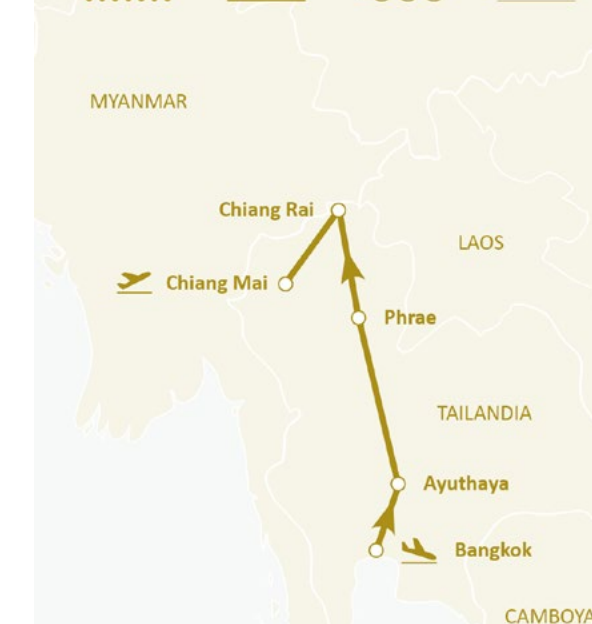 MYANMAR
Chiang Rai
LAOS
Chiang Mai
Phrae
TAILANDIA
Ayuthaya
Bangkok
CAMBOYA